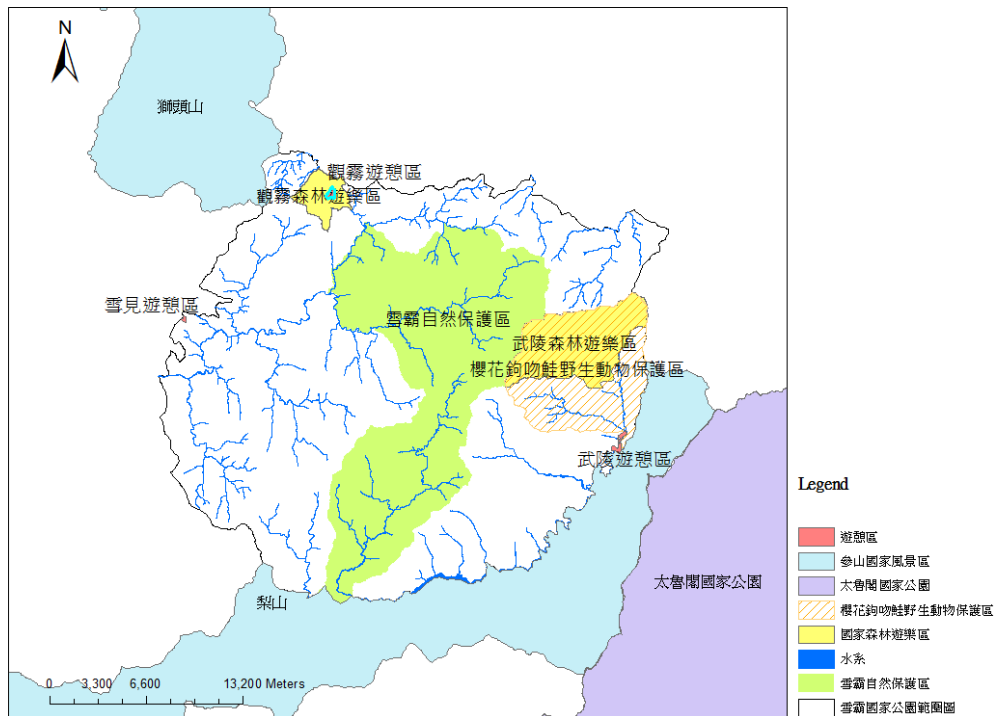 N
獅頭山
觀霧遊憩區
觀霧森林遊樂區
雪見遊憩區
雪霸自然保護區
武陵森林遊樂區
櫻花鉤吻鮭野生動物保護區
武陵遊憩區
太魯閣國家公園
梨山
0 3,300 6,600 13,200 Meters
Legend
遊憩區
參山國家風景區
太魯閣國家公園
櫻花鉤吻鮭野生動物保護區
國家森林遊樂區
水系
雪霸自然保護區
雪霸國家公園範圍圖